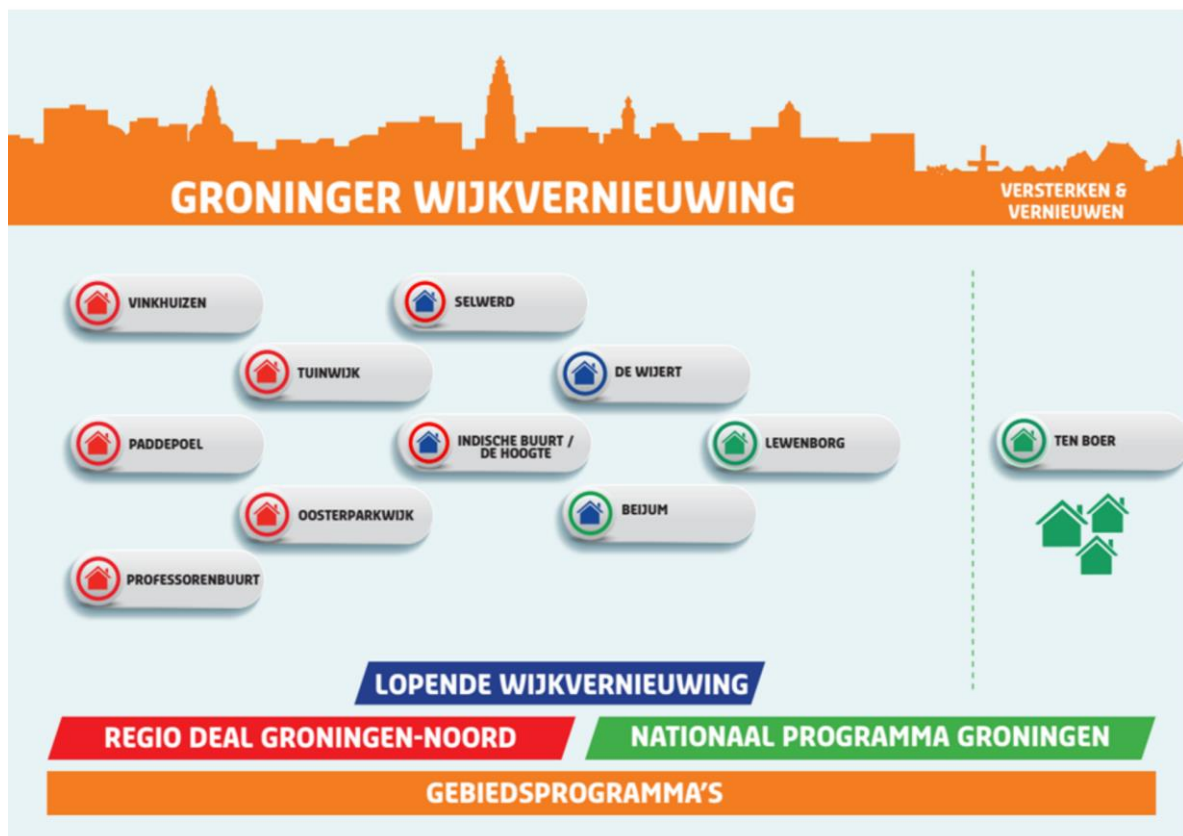 GRONINGER WIJKVERNIEUWING
VERSTERKEN &
VERNIEUWEN
VINKHUIZEN
SELWERD
TUINWIJK
DE WIJERT
PADDEPOEL
INDISCHE BUURT /
DE HOOGTE
LEWENBORG
TEN BOER
OOSTERPARKWIJK
BEIJUM
PROFESSORENBUURT
LOPENDE WIJKVERNIEUWING
REGIO DEAL GRONINGEN-NOORD
NATIONAAL PROGRAMMA GRONINGEN
GEBIEDSPROGRAMMA'S